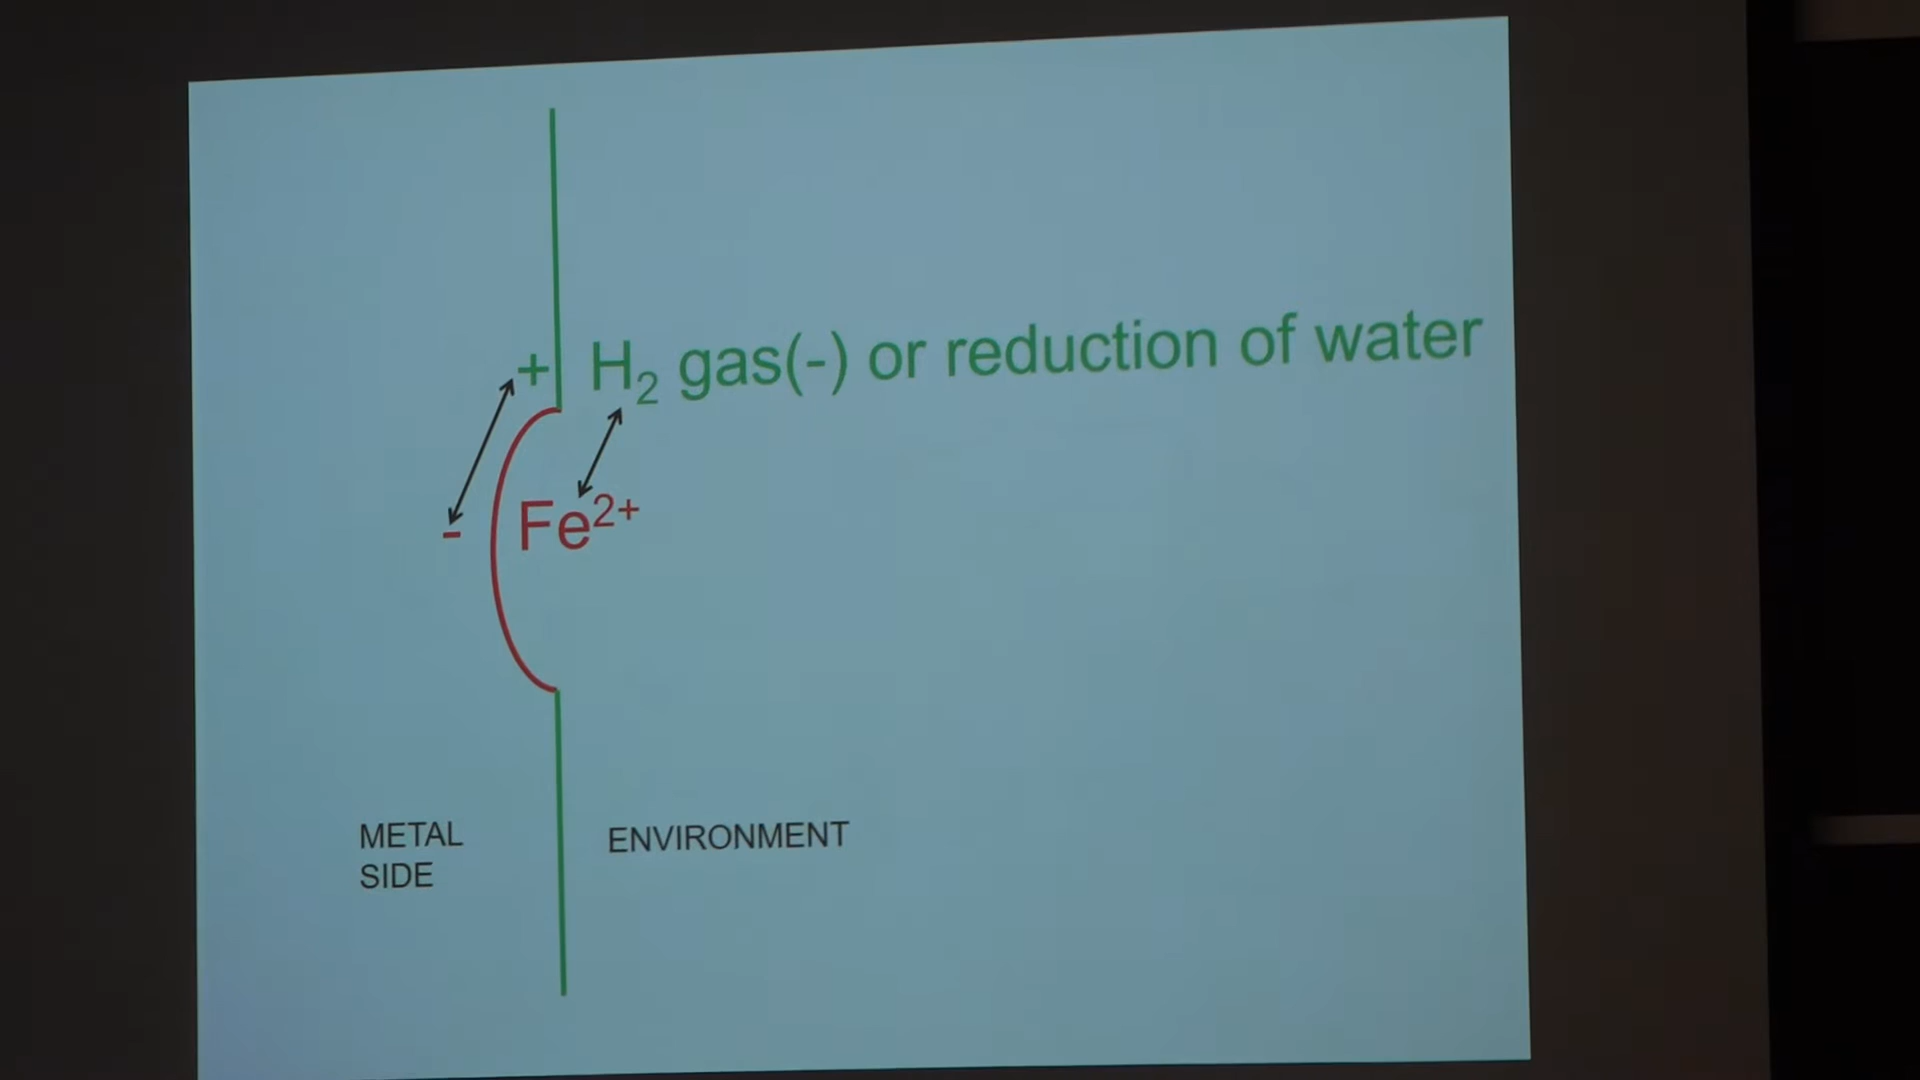 + H₂ gas(-) or reduction of water
- Fe²⁺
METAL
SIDE
ENVIRONMENT